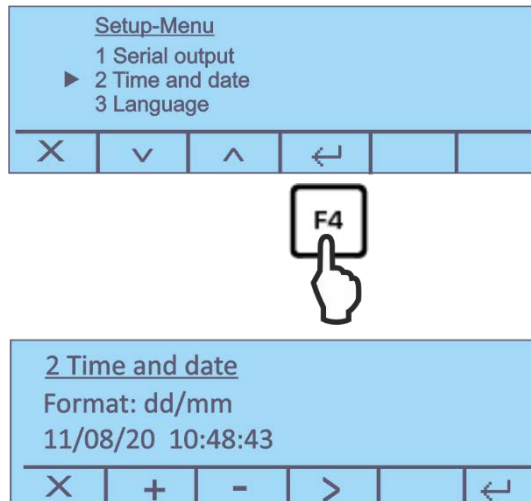 Setup-Menu
1 Serial output
▶ 2 Time and date
3 Language
X ∨ ∧ ↵
F4
2 Time and date
Format: dd/mm
11/08/20 10:48:43
X + - > ↵